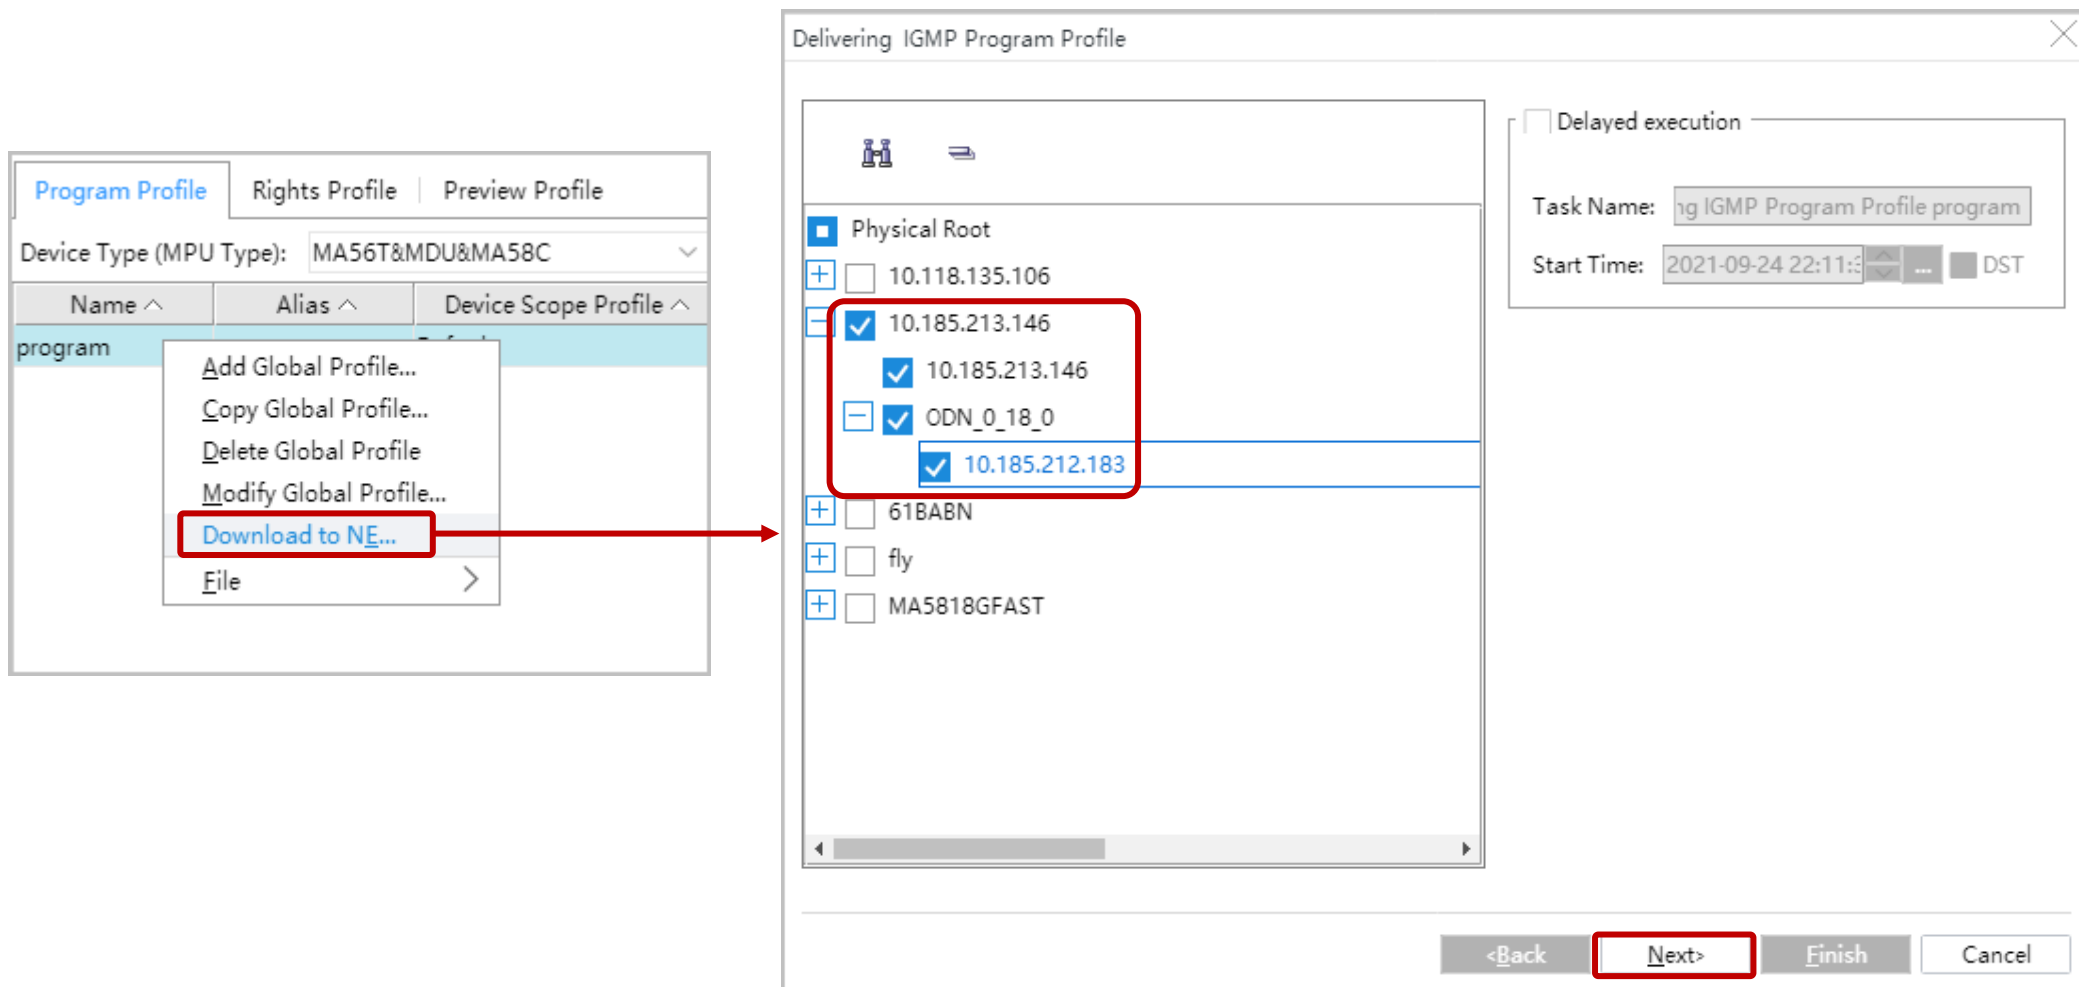 Program Profile
Rights Profile
Preview Profile
Device Type (MPU Type): MA56T&MDU&MA58C
Name
Alias
Device Scope Profile
program
Add Global Profile...
Copy Global Profile...
Delete Global Profile
Modify Global Profile...
Download to NE...
File
Delivering IGMP Program Profile
Physical Root
10.118.135.106
10.185.213.146
10.185.213.146
ODN_0_18_0
10.185.212.183
61BABN
fly
MA5818GFAST
Delayed execution
Task Name: IGMP Program Profile program
Start Time: 2021-09-24 22:11: ... DST
<Back
Next>
Finish
Cancel